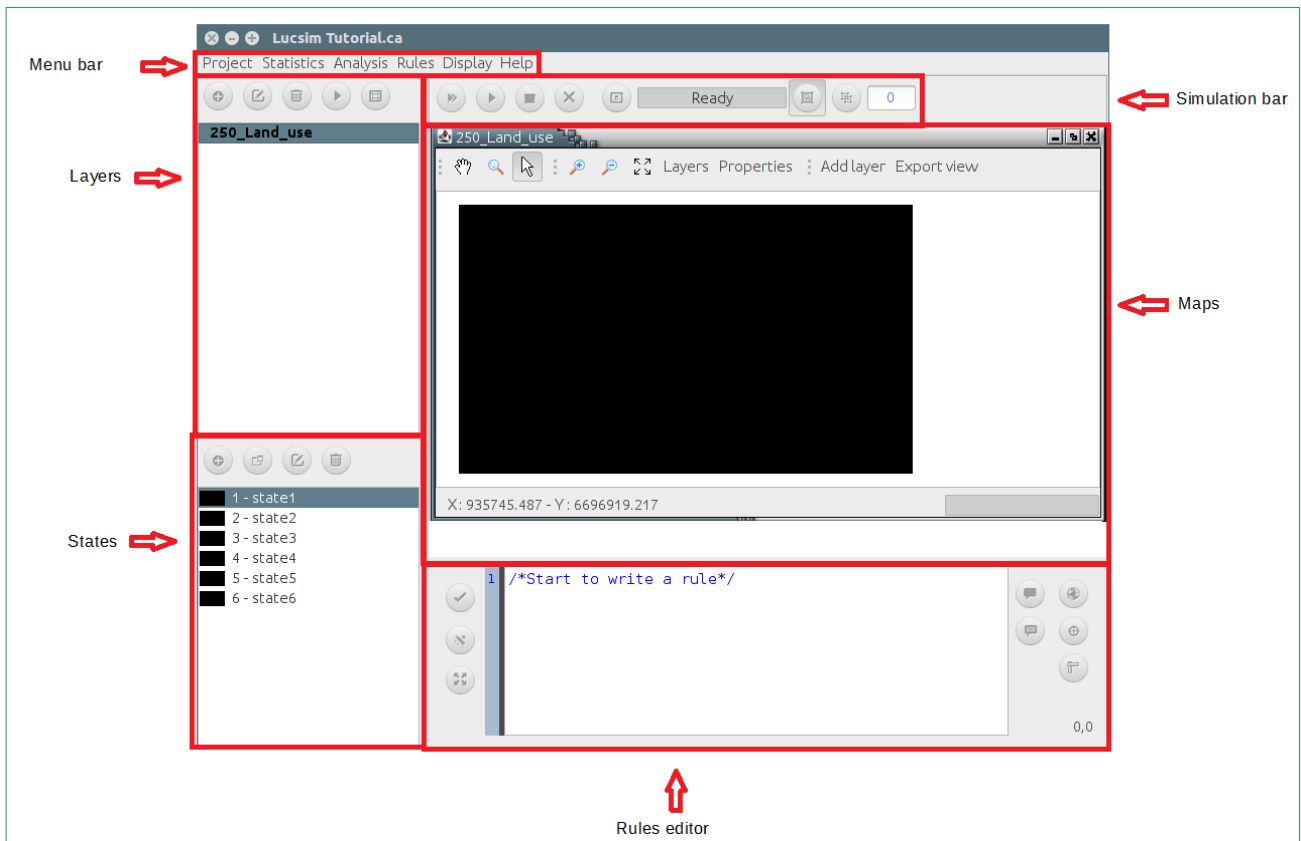 Lucsim Tutorial.ca
Menu bar
Project Statistics Analysis Rules Display Help
Ready
0
Simulation bar
250_Land_use
250_Land_use
Layers Properties Add layer Export view
Layers
Maps
X: 935745.487 - Y: 6696919.217
1 - state1
2 - state2
3 - state3
4 - state4
5 - state5
6 - state6
States
1 /*Start to write a rule*/
0,0
Rules editor